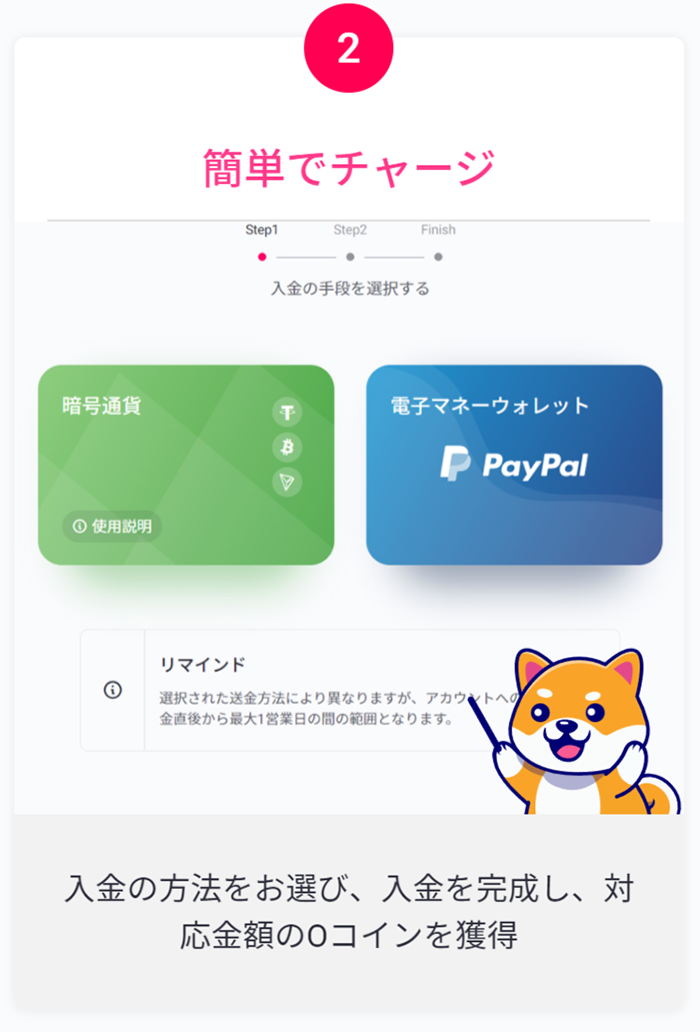 2
簡単でチャージ
Step1 Step2 Finish
入金の手段を選択する
暗号通貨
使用説明
電子マネーウォレット
PayPal
リマインド
選択された送金方法により異なりますが、アカウントへの
金直後から最大1営業日の間の範囲となります。
入金の方法をお選び、入金を完成し、対
応金額のOコインを獲得